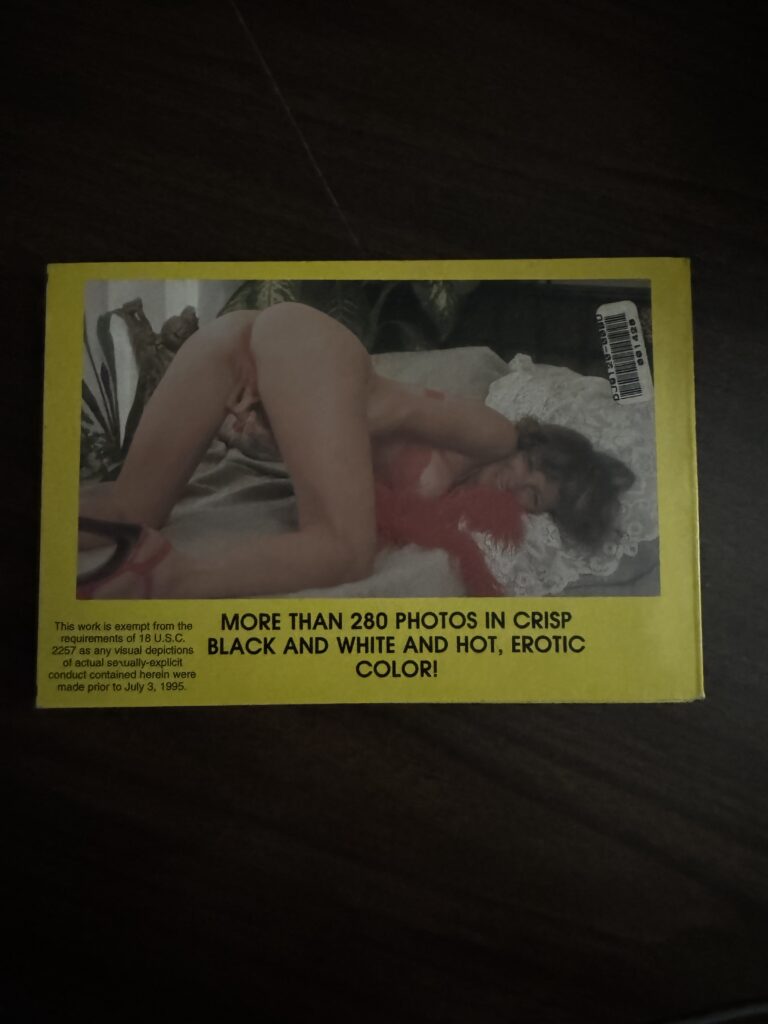 001458
This work is exempt from the
requirements of 18 U.S.C.
2257 as any visual depictions
of actual sexually-explicit
conduct contained herein were
made prior to July 3, 1995.
MORE THAN 280 PHOTOS IN CRISP
BLACK AND WHITE AND HOT, EROTIC
COLOR!